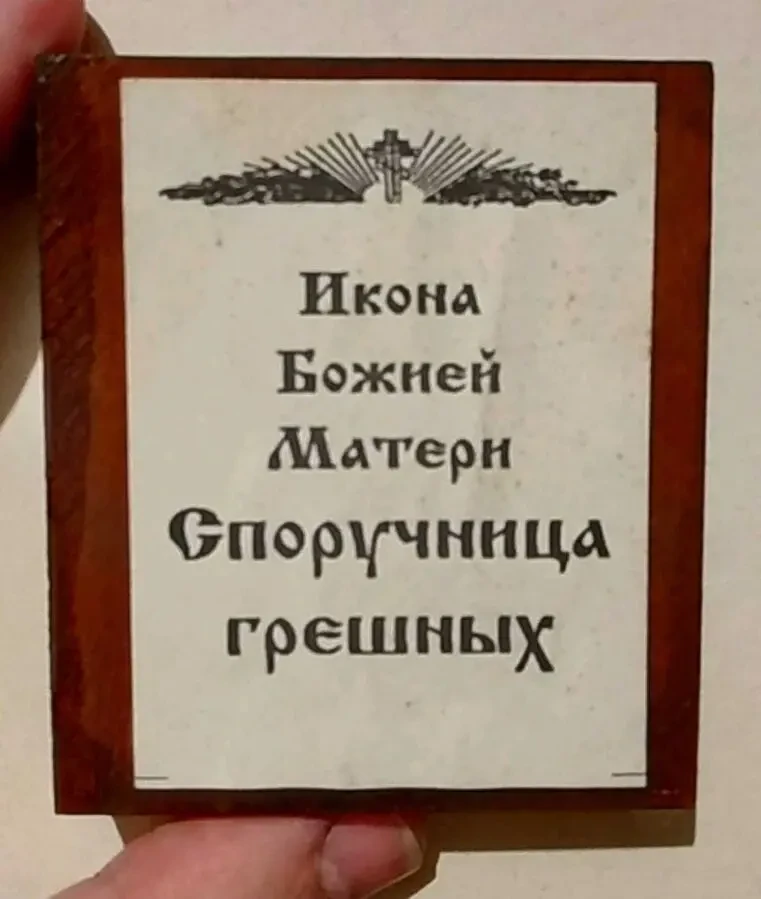 Икона
Божией
Матери
Споручница
грешных